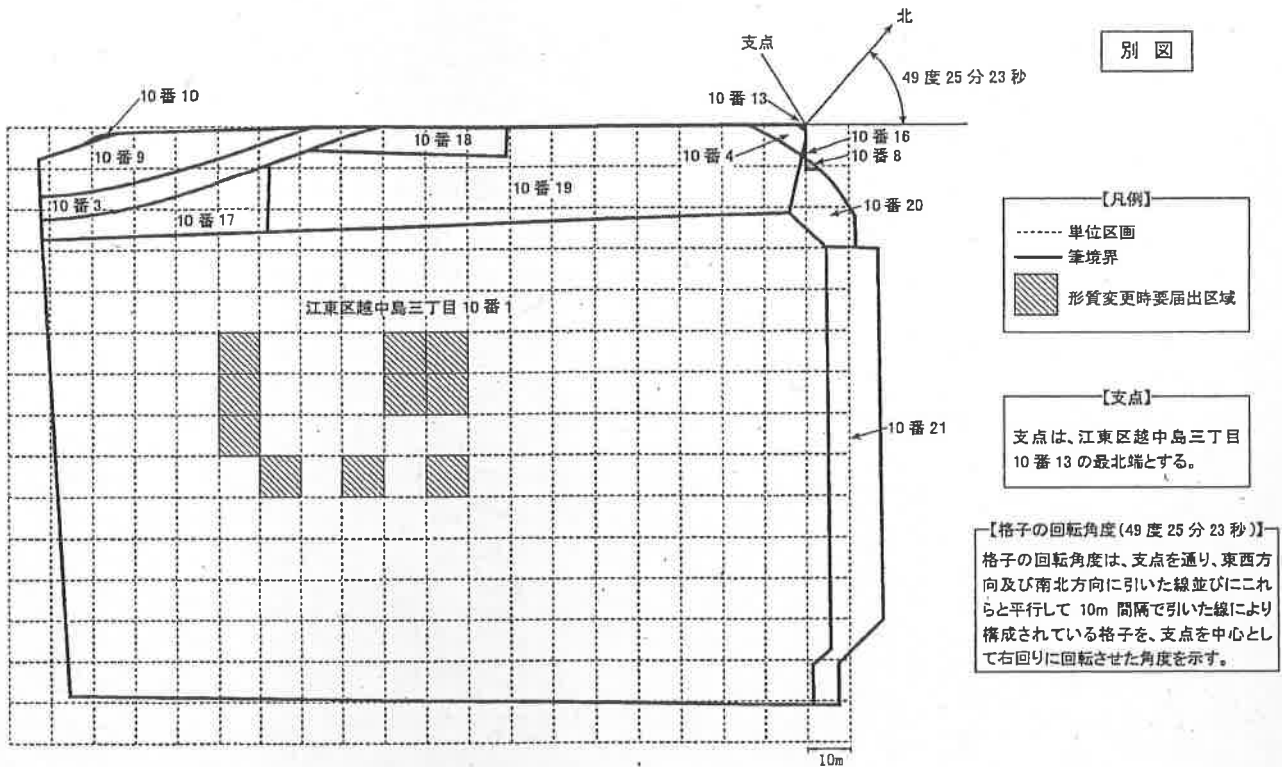 別 図
北
支点
49 度 25 分 23 秒
10 番 13
10 番 10
10 番 9
10 番 18
10 番 4
10 番 16
10 番 8
10 番 3
10 番 17
10 番 19
10 番 20
江東区越中島三丁目 10 番 1
10 番 21
10m
【凡例】
単位区画
筆境界
形質変更時要届出区域
【支点】
支点は、江東区越中島三丁目
10 番 13 の最北端とする。
【格子の回転角度(49 度 25 分 23 秒)】
格子の回転角度は、支点を通り、東西方
向及び南北方向に引いた線並びにこれ
らと平行して 10m 間隔で引いた線により
構成されている格子を、支点を中心とし
て右回りに回転させた角度を示す。